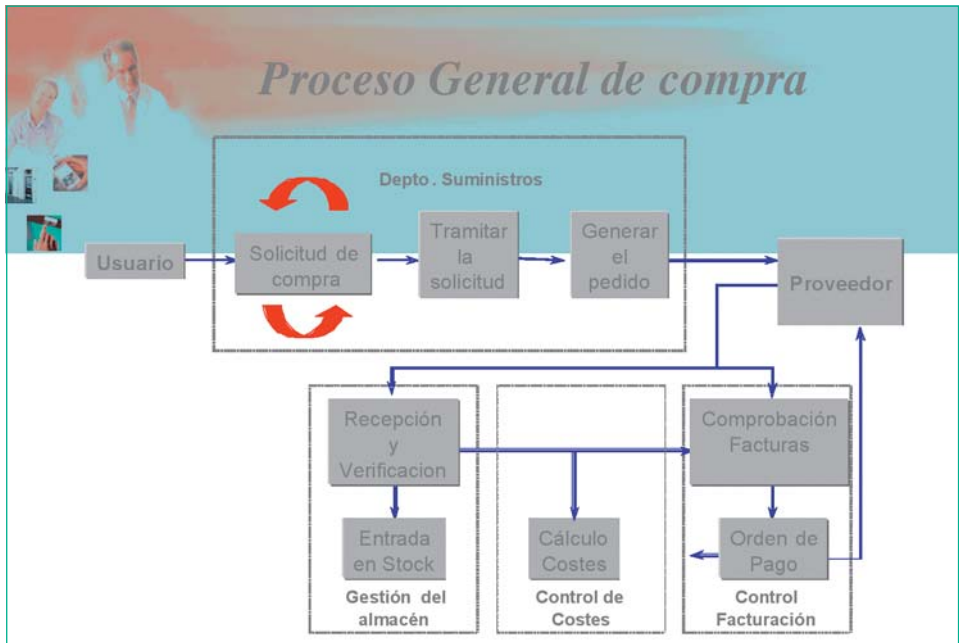 Proceso General de compra
Depto . Suministros
Usuario
Solicitud de
compra
Tramitar
la
solicitud
Generar
el
pedido
Proveedor
Recepción
y
Verificacion
Comprobación
Facturas
Entrada
en Stock
Cálculo
Costes
Orden de
Pago
Gestión del
almacén
Control de
Costes
Control
Facturación